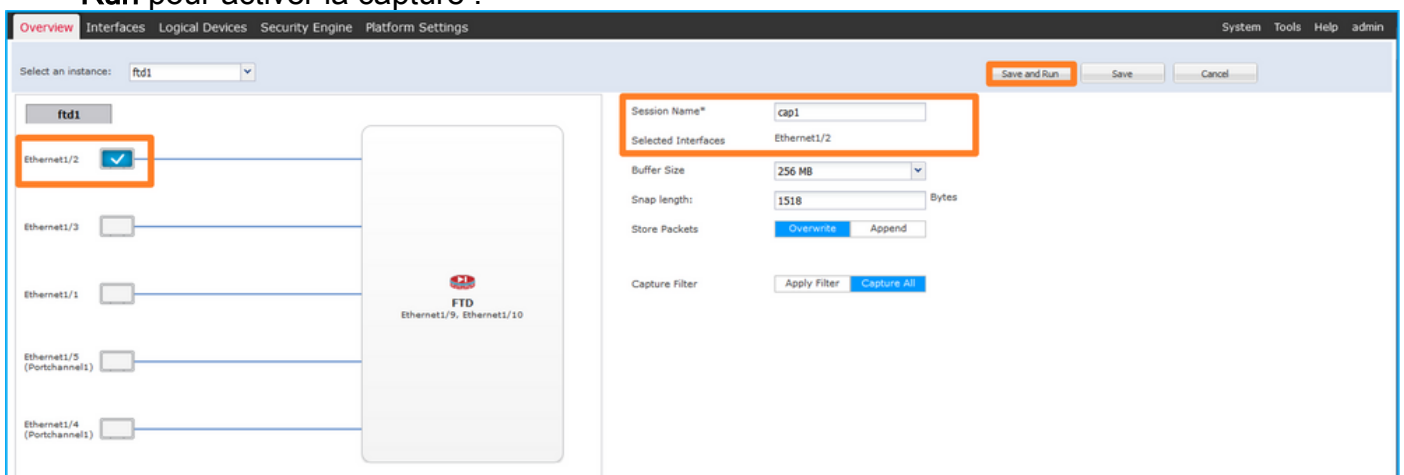 Run pour activer la capture :
Overview Interfaces Logical Devices Security Engine Platform Settings System Tools Help admin
Select an instance: ftd1 Save and Run Save Cancel
ftd1
Ethernet1/2
Ethernet1/3
Ethernet1/1
Ethernet1/5
(Portchannel1)
Ethernet1/4
(Portchannel1)
FTD
Ethernet1/9, Ethernet1/10
Session Name* cap1
Selected Interfaces Ethernet1/2
Buffer Size 256 MB
Snap length: 1518 Bytes
Store Packets Overwrite Append
Capture Filter Apply Filter Capture All